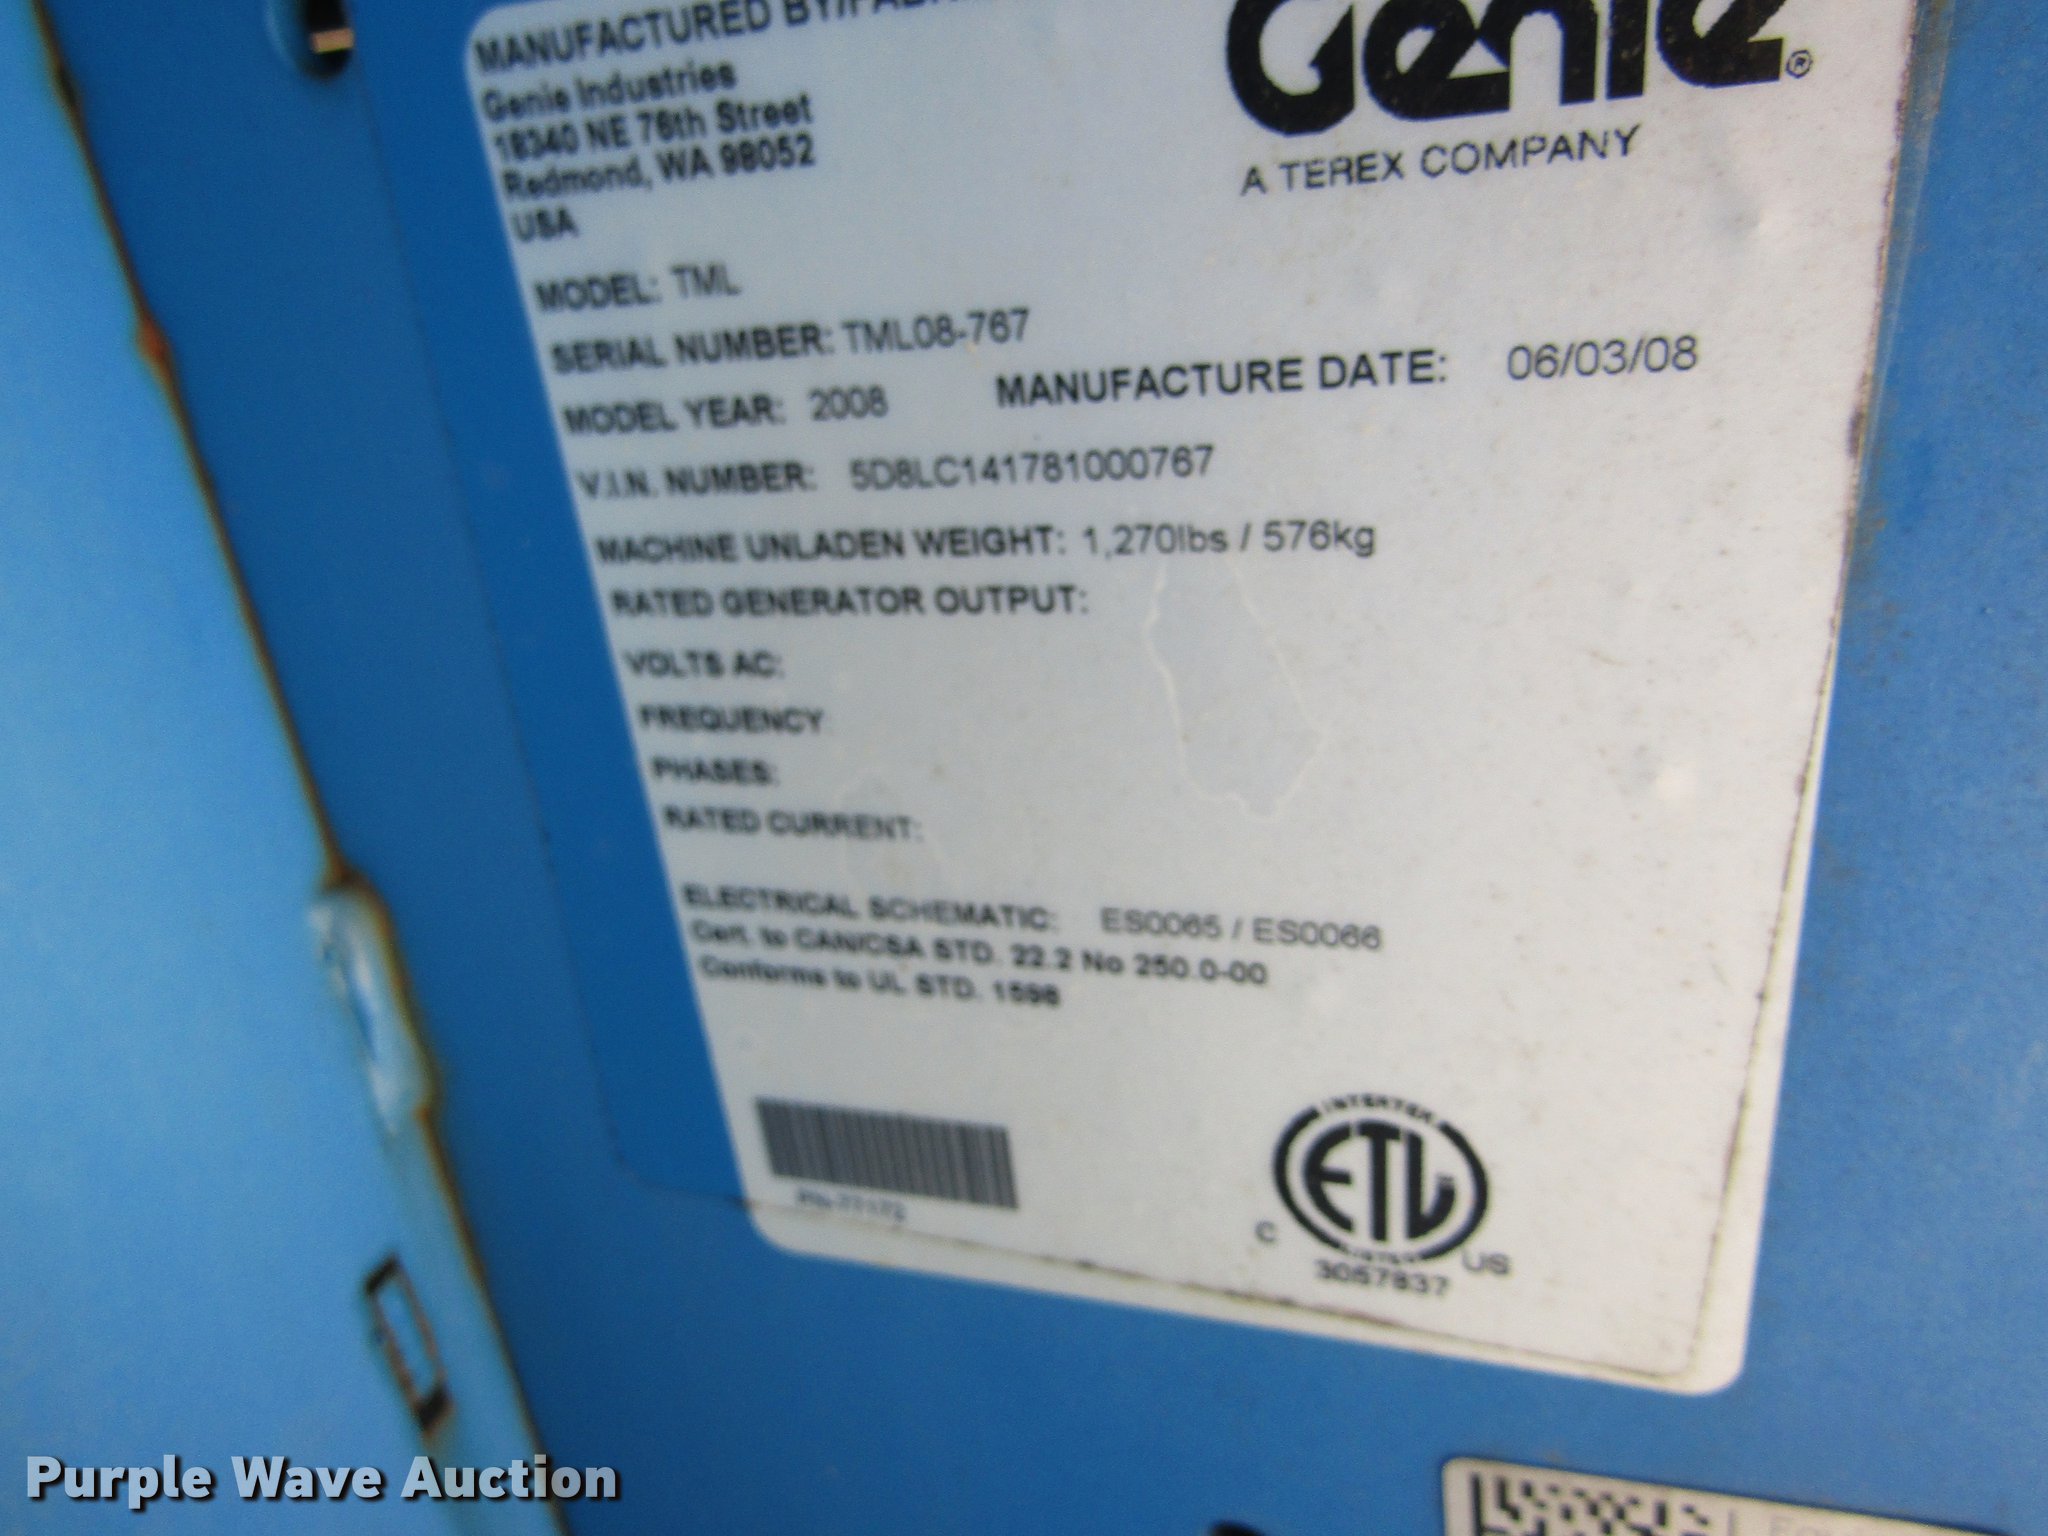 MANUFACTURED BY/FABR
Genie Industries
18340 NE 76th Street
Redmond, WA 98052
USA
Genie®
A TEREX COMPANY
MODEL: TML
SERIAL NUMBER: TML08-767
MODEL YEAR: 2008 MANUFACTURE DATE: 06/03/08
V.I.N. NUMBER: 5D8LC141781000767
MACHINE UNLADEN WEIGHT: 1,270lbs / 576kg
RATED GENERATOR OUTPUT:
VOLTS AC:
FREQUENCY
PHASES:
RATED CURRENT:
ELECTRICAL SCHEMATIC: ES0065 / ES0066
Cert. to CAN/CSA STD. 22.2 No 250.0-00
Conforms to UL STD. 1598
INTERTEK
ETL
C US
LISTED
3057837
Purple Wave Auction